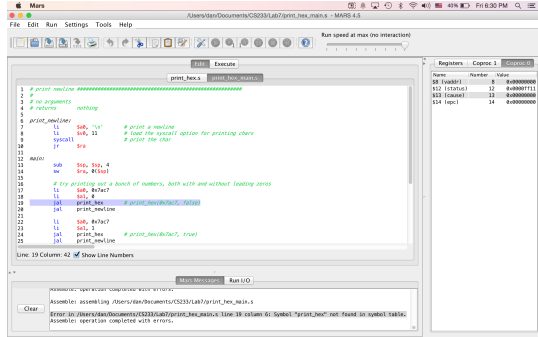 Mars
40%
Fri 6:30 PM
/Users/dan/Documents/CS233/Lab7/print_hex_main.s - MARS 4.5
File Edit Run Settings Tools Help
Run speed at max (no interaction)
Edit Execute
print_hex.s print_hex_main.s
1 # print newline ############################
2 #
3 # no arguments
4 # returns nothing
5
6 print_newline:
7 li $a0, '\n' # print a newline
8 li $v0, 11 # load the syscall option for printing chars
9 syscall # print the char
10 jr $ra
11
12 main:
13 sub $sp, $sp, 4
14 sw $ra, 0($sp)
15
16 # try printing out a bunch of numbers, both with and without leading zeros
17 li $a0, 0x7ac7
18 li $a1, 0
19 jal print_hex # print_hex(0x7ac7, false)
20 jal print_newline
21
22 li $a0, 0x7ac7
23 li $a1, 1
24 jal print_hex # print_hex(0x7ac7, true)
25 jal print_newline
Line: 19 Column: 42 Show Line Numbers
Registers Coproc 1 Coproc 0
Name Number Value
$8 (vaddr) 8 0x00000000
$12 (status) 12 0x0000ff11
$13 (cause) 13 0x00000000
$14 (epc) 14 0x00000000
Mars Messages Run I/O
Clear
Assemble: operation completed with errors.
Assemble: assembling /Users/dan/Documents/CS233/Lab7/print_hex_main.s
Error in /Users/dan/Documents/CS233/Lab7/print_hex_main.s line 19 column 6: Symbol "print_hex" not found in symbol table.
Assemble: operation completed with errors.